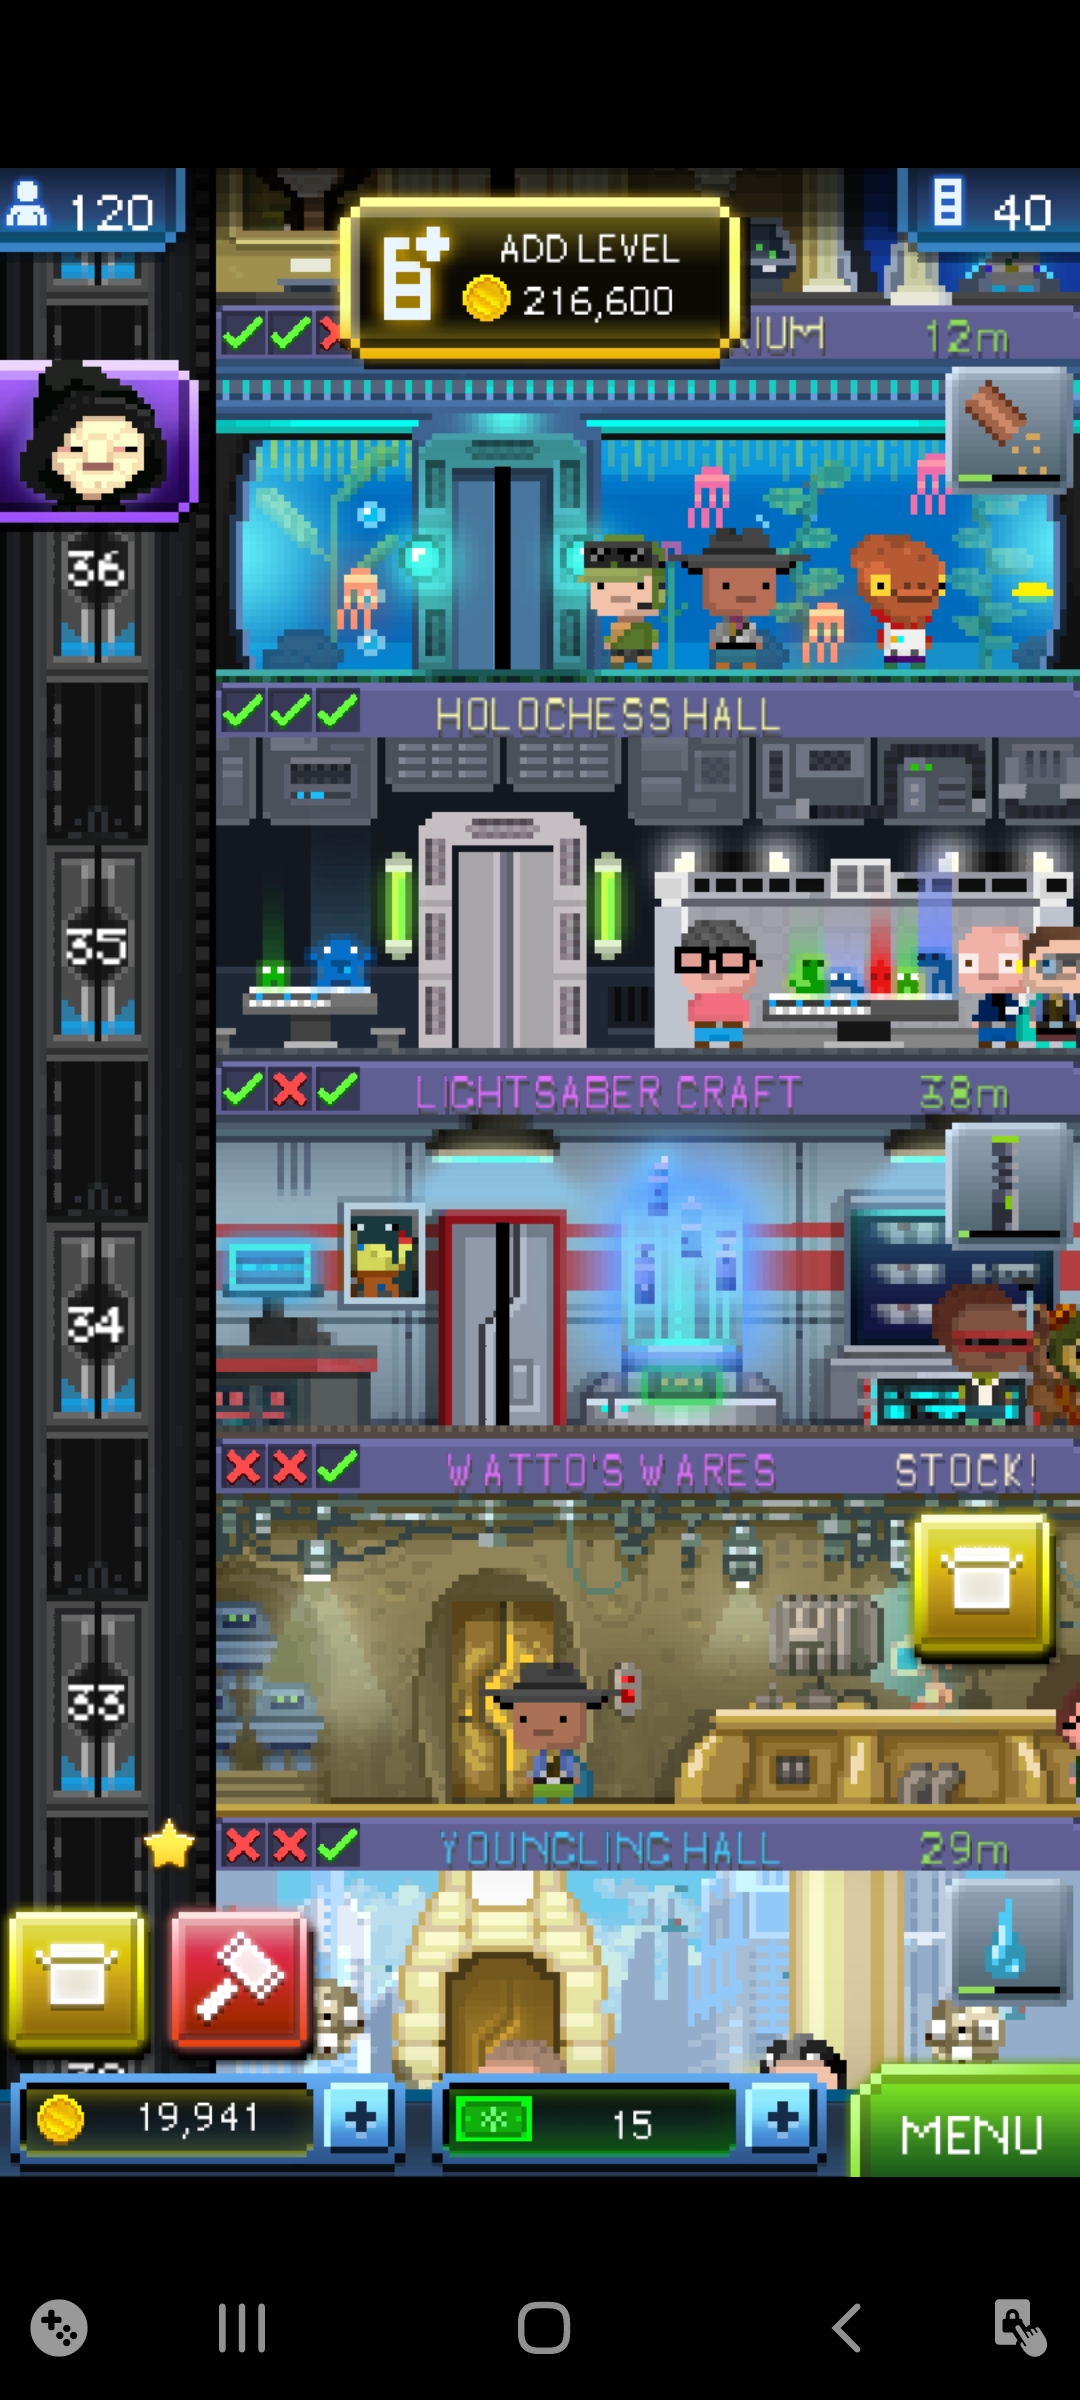 120
ADD LEVEL
216,600
40
RIUM 12m
36
HOLOCHESS HALL
35
LIGHTSABER CRAFT 38m
34
WATTO'S WARES STOCK!
33
YOUNGLING HALL 29m
19,941
15
MENU